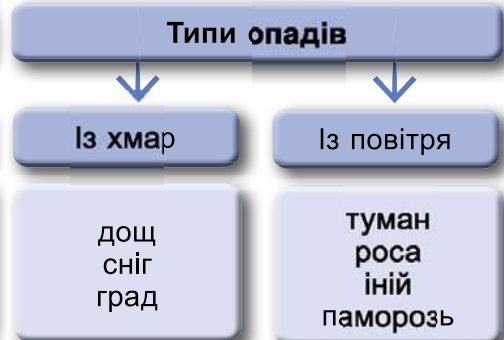 Типи опадів
Із хмар
Із повітря
дощ
сніг
град
туман
роса
іній
паморозь